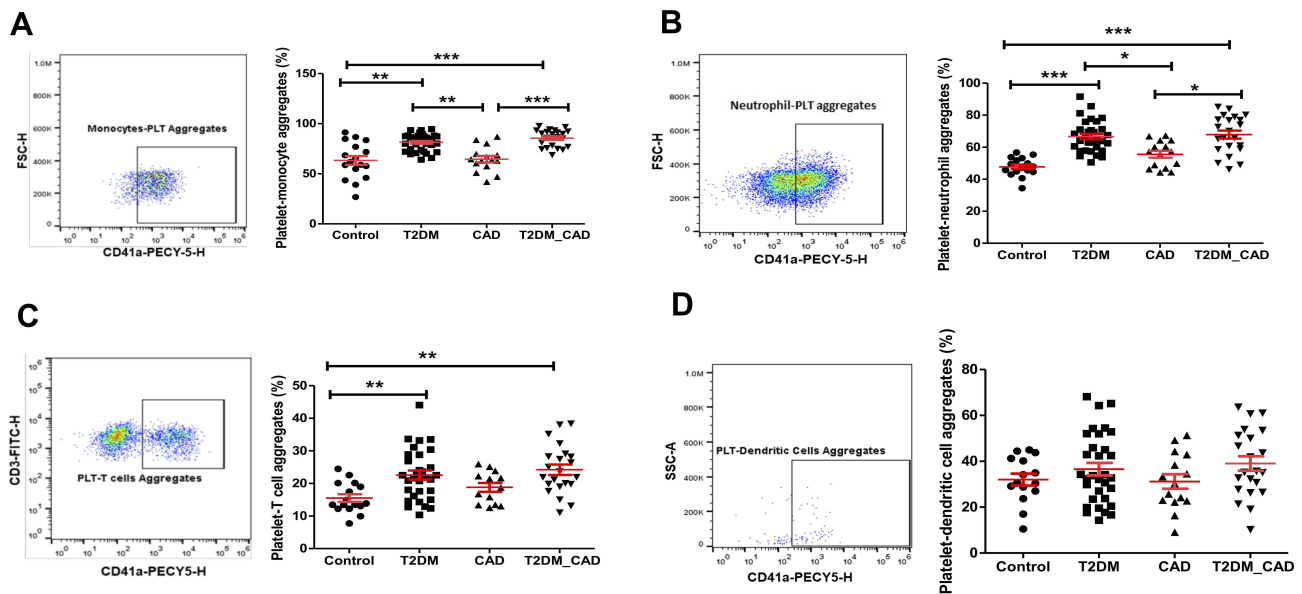 A
1.0M
800K
600K
400K
200K
0
FSC-H
Monocytes-PLT Aggregates
10^0 10^1 10^2 10^3 10^4 10^5 10^6
CD41a-PECY-5-H
Platelet-monocyte aggregates (%)
150
100
50
0
***
**
** ***
Control T2DM CAD T2DM_CAD
B
1.0M
800K
600K
400K
200K
0
FSC-H
Neutrophil-PLT aggregates
10^0 10^1 10^2 10^3 10^4 10^5 10^6
CD41a-PECY-5-H
Platelet-neutrophil aggregates (%)
100
80
60
40
20
0
***
*
***
*
Control T2DM CAD T2DM_CAD
C
10^6
10^5
10^4
10^3
10^2
10^1
10^0
CD3-FITC-H
PLT-T cells Aggregates
10^0 10^1 10^2 10^3 10^4 10^5 10^6
CD41a-PECY5-H
Platelet-T cell aggregates (%)
50
40
30
20
10
0
**
**
Control T2DM CAD T2DM_CAD
D
1.0M
800K
600K
400K
200K
0
SSC-A
PLT-Dendritic Cells Aggregates
10^0 10^1 10^2 10^3 10^4 10^5 10^6
CD41a-PECY5-H
Platelet-dendritic cell aggregates (%)
80
60
40
20
0
Control T2DM CAD T2DM_CAD